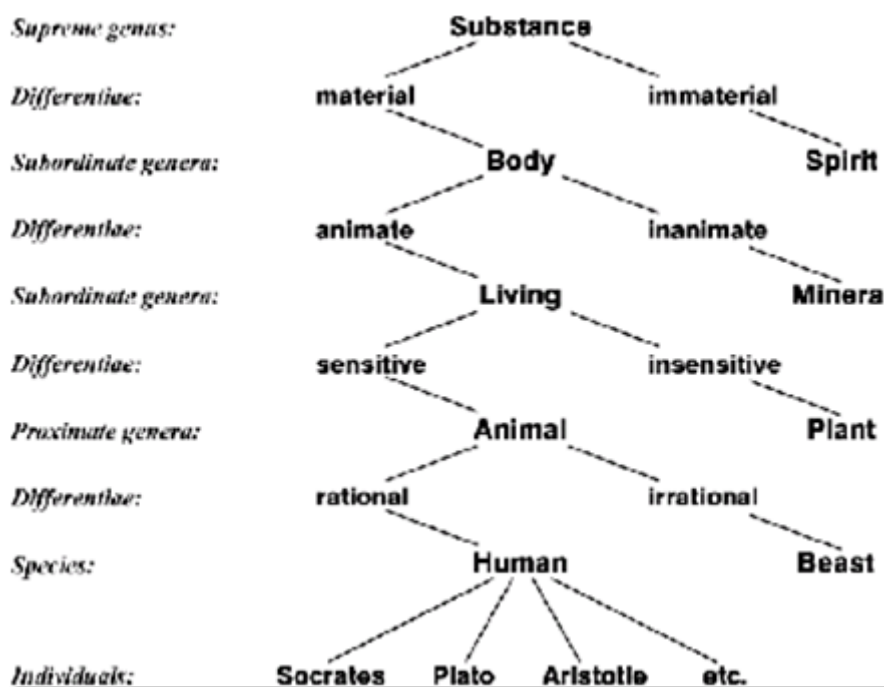 Supreme genus: Substance
Differentiae: material immaterial
Subordinate genera: Body Spirit
Differentiae: animate inanimate
Subordinate genera: Living Minera
Differentiae: sensitive insensitive
Proximate genera: Animal Plant
Differentiae: rational irrational
Species: Human Beast
Individuals: Socrates Plato Aristotle etc.